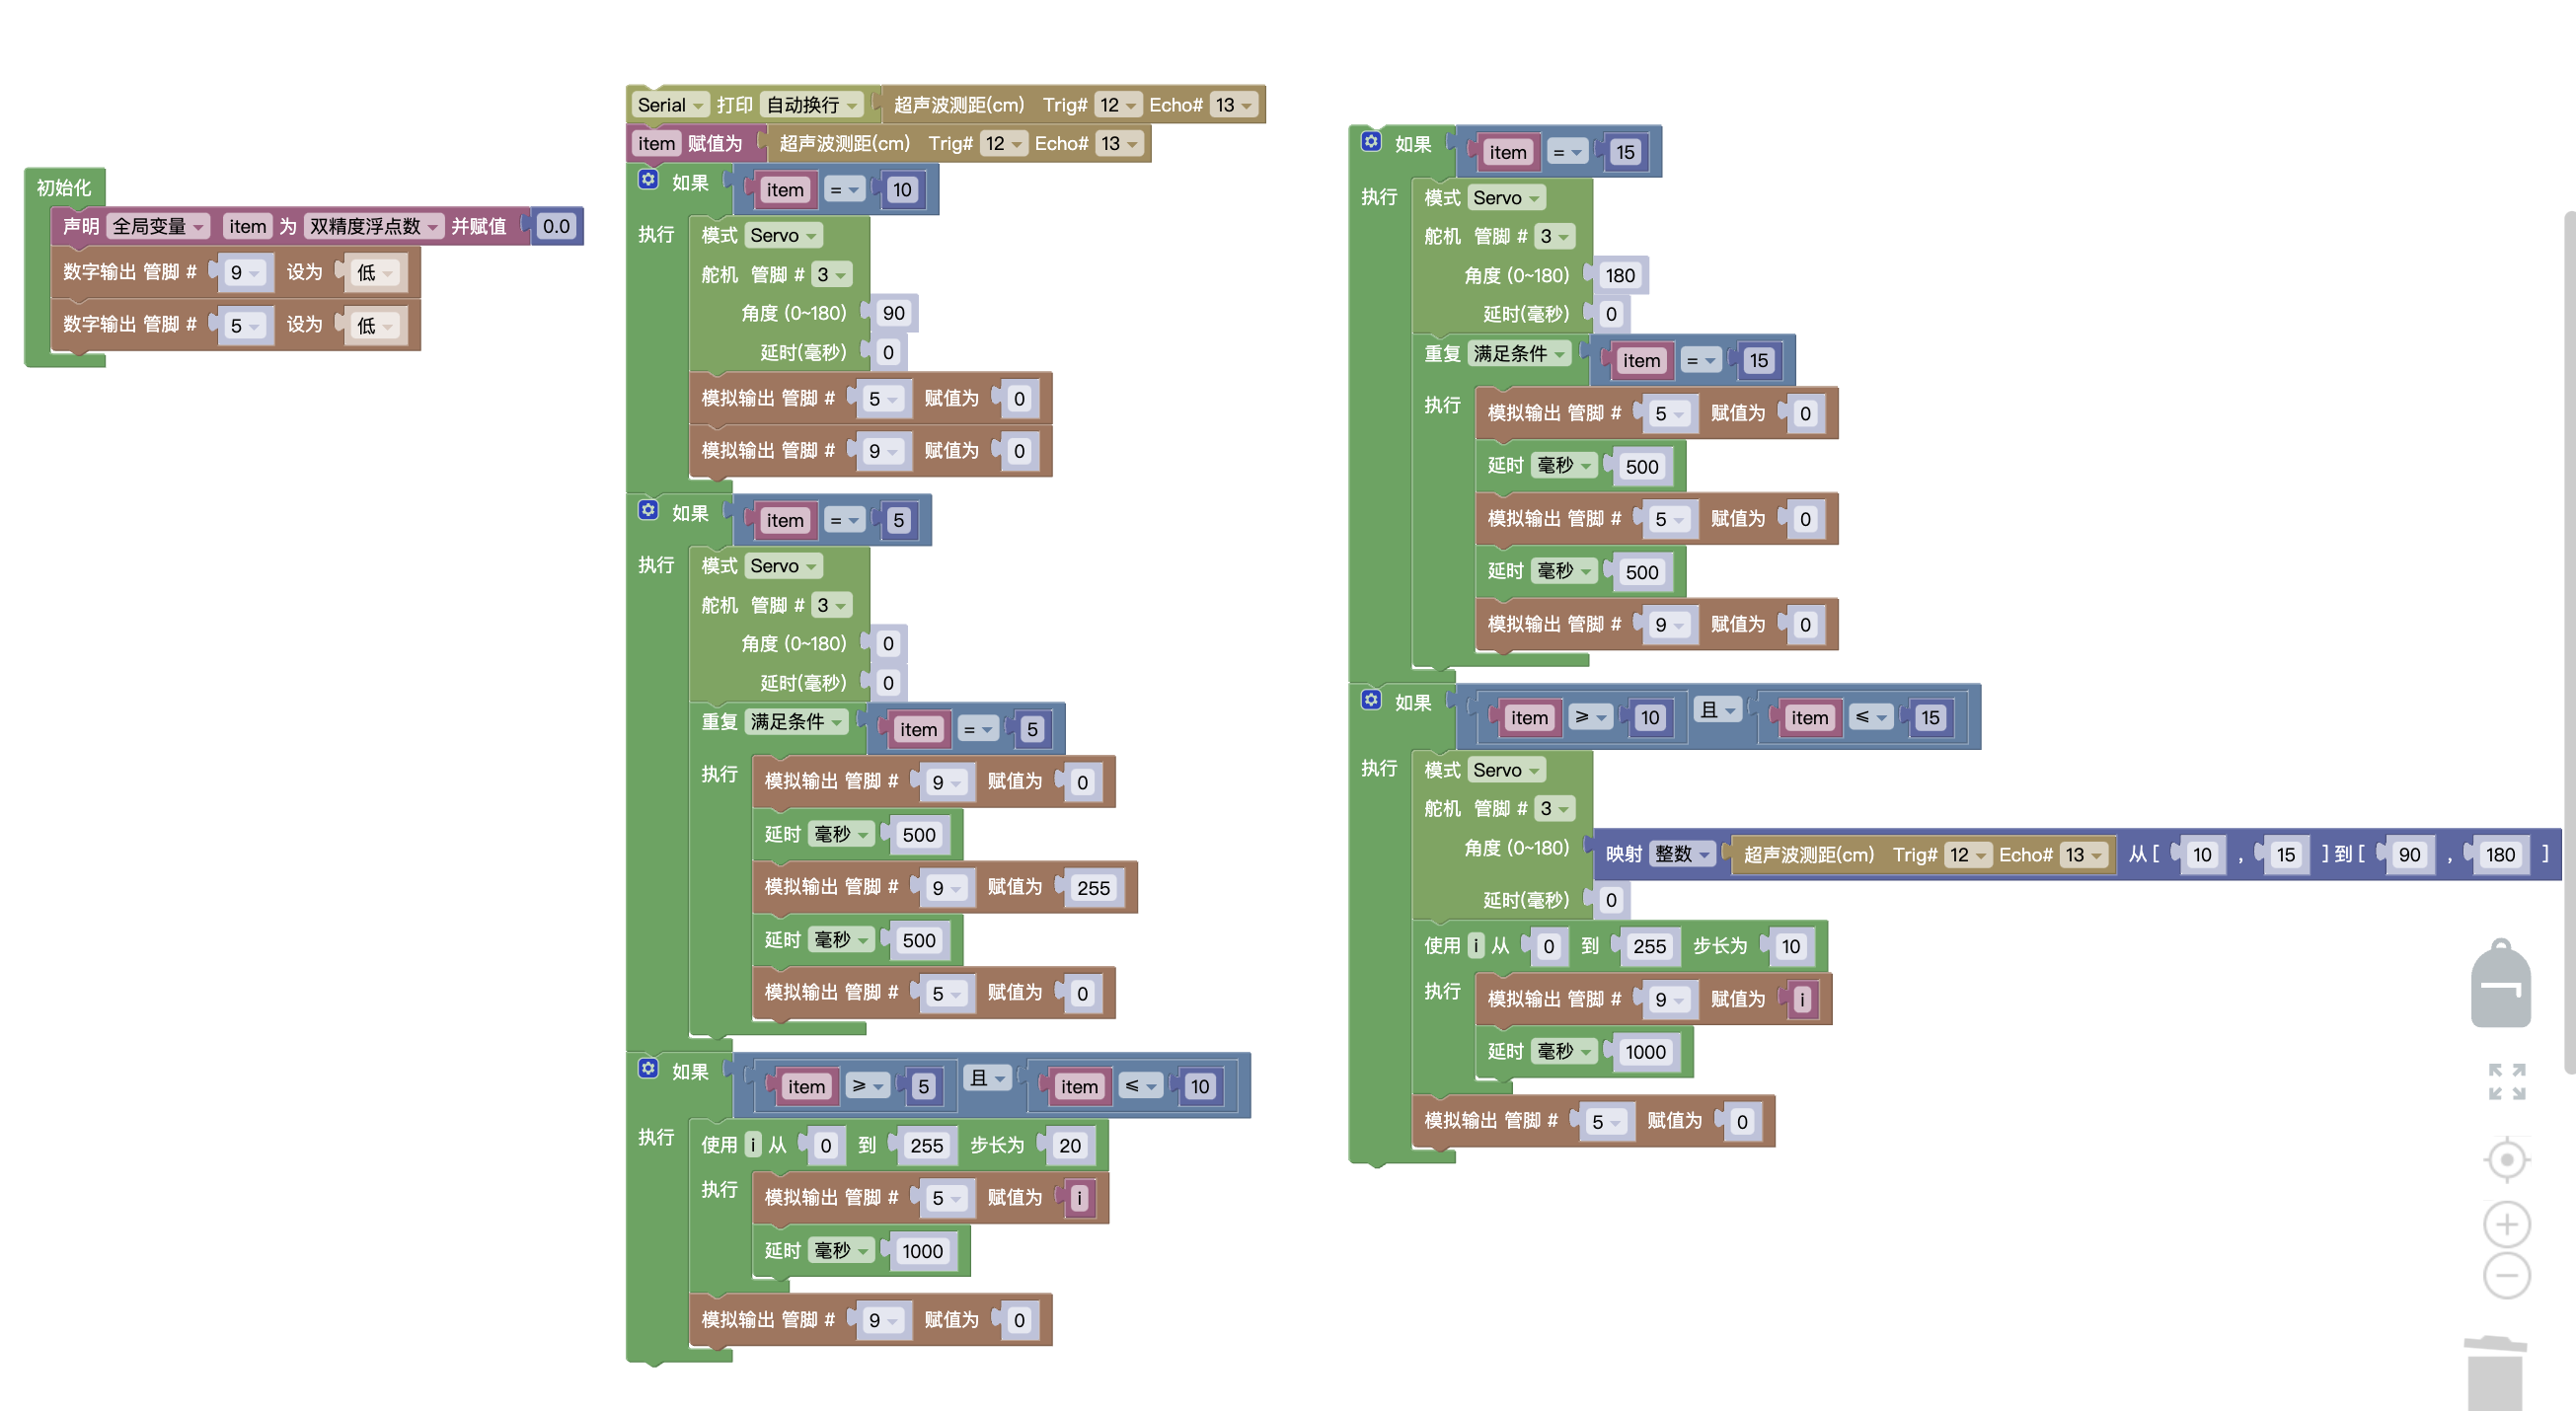 初始化
声明 全局变量 item 为 双精度浮点数 并赋值 0.0
数字输出 管脚 # 9 设为 低
数字输出 管脚 # 5 设为 低
Serial 打印 自动换行 超声波测距(cm) Trig# 12 Echo# 13
item 赋值为 超声波测距(cm) Trig# 12 Echo# 13
如果 item = 10
执行 模式 Servo
舵机 管脚 # 3
角度 (0~180) 90
延时(毫秒) 0
模拟输出 管脚 # 5 赋值为 0
模拟输出 管脚 # 9 赋值为 0
如果 item = 5
执行 模式 Servo
舵机 管脚 # 3
角度 (0~180) 0
延时(毫秒) 0
重复 满足条件 item = 5
执行 模拟输出 管脚 # 9 赋值为 0
延时 毫秒 500
模拟输出 管脚 # 9 赋值为 255
延时 毫秒 500
模拟输出 管脚 # 5 赋值为 0
如果 item ≥ 5 且 item ≤ 10
执行 使用 i 从 0 到 255 步长为 20
执行 模拟输出 管脚 # 5 赋值为 i
延时 毫秒 1000
模拟输出 管脚 # 9 赋值为 0
如果 item = 15
执行 模式 Servo
舵机 管脚 # 3
角度 (0~180) 180
延时(毫秒) 0
重复 满足条件 item = 15
执行 模拟输出 管脚 # 5 赋值为 0
延时 毫秒 500
模拟输出 管脚 # 5 赋值为 0
延时 毫秒 500
模拟输出 管脚 # 9 赋值为 0
如果 item ≥ 10 且 item ≤ 15
执行 模式 Servo
舵机 管脚 # 3
角度 (0~180) 映射 整数 超声波测距(cm) Trig# 12 Echo# 13 从[ 10 , 15 ]到[ 90 , 180 ]
延时(毫秒) 0
使用 i 从 0 到 255 步长为 10
执行 模拟输出 管脚 # 9 赋值为 i
延时 毫秒 1000
模拟输出 管脚 # 5 赋值为 0